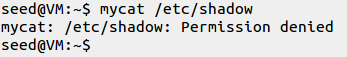 seed@VM:~$ mycat /etc/shadow
mycat: /etc/shadow: Permission denied
seed@VM:~$